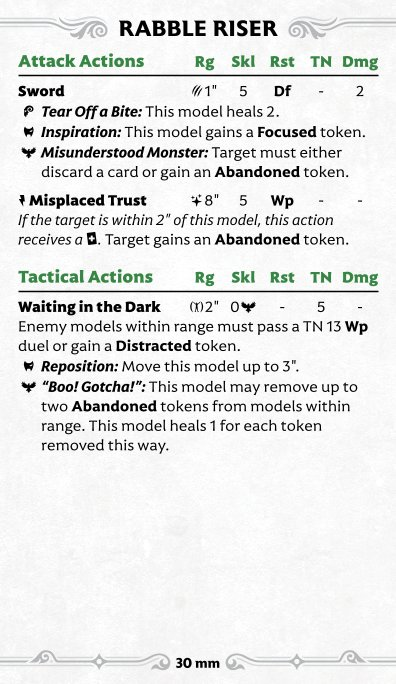 RABBLE RISER
Attack Actions Rg Skl Rst TN Dmg
Sword 1" 5 Df - 2
Tear Off a Bite: This model heals 2.
Inspiration: This model gains a Focused token.
Misunderstood Monster: Target must either
discard a card or gain an Abandoned token.
Misplaced Trust 8" 5 Wp - -
If the target is within 2" of this model, this action
receives a . Target gains an Abandoned token.
Tactical Actions Rg Skl Rst TN Dmg
Waiting in the Dark 2" 0 - 5 -
Enemy models within range must pass a TN 13 Wp
duel or gain a Distracted token.
Reposition: Move this model up to 3".
“Boo! Gotcha!”: This model may remove up to
two Abandoned tokens from models within
range. This model heals 1 for each token
removed this way.
30 mm